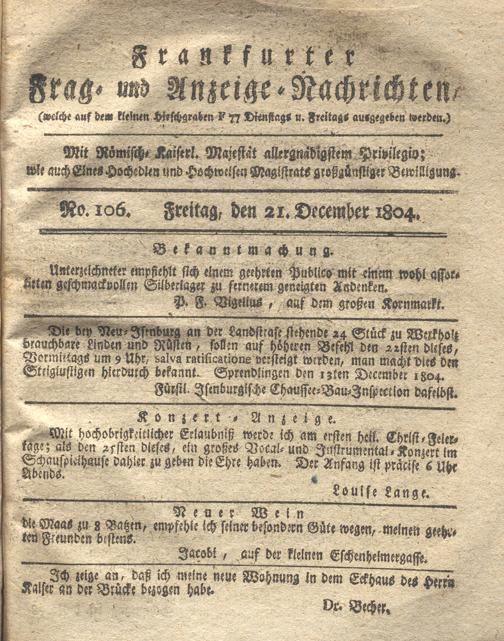 Frankfurter
Frag- und Anzeige-Nachrichten
(welche auf dem kleinen Hirschgraben F 77 Dienstags u. Freitags ausgegeben werden.)
Mit Römisch-Kaiserl. Majestät allergnädigstem Privilegio;
wie auch Eines Hochedlen und Hochweisen Magistrats großgünstiger Bewilligung.
No. 106. Freitag, den 21. December 1804.
Bekanntmachung.
Unterzeichneter empfiehlt sich einem geehrten Publico mit einem wohl assor-
tirten geschmackvollen Silberlager zu fernerem geneigten Andenken.
P. F. Vigelius, auf dem großen Kornmarkt.
Die bey Neu-Isenburg an der Landstrase stehende 24 Stück zu Werkholz
brauchbare Linden und Rüsten, sollen auf höheren Befehl den 22sten dieses,
Vormittags um 9 Uhr, salva ratificatione versteigt werden, man macht dies den
Steiglustigen hierdurch bekannt. Sprendlingen den 13ten December 1804.
Fürstl. Isenburgische Chaussee-Bau-Inspection daselbst.
Konzert-Anzeige.
Mit hochobrigkeitlicher Erlaubniß werde ich am ersten heil. Christ-Feier-
tage; als den 25sten dieses, ein großes Vocal- und Instrumental-Konzert im
Schauspielhause dahier zu geben die Ehre haben. Der Anfang ist präcise 6 Uhr
Abends.
Louise Lange.
Neuer Wein
die Maas zu 8 Batzen, empfehle ich seiner besondern Güte wegen, meinen geehr-
ten Freunden bestens.
Jacobi, auf der kleinen Eschenheimergasse.
Ich zeige an, daß ich meine neue Wohnung in dem Eckhaus des Herrn
Kaiser an der Brücke bezogen habe.
Dr. Becher.